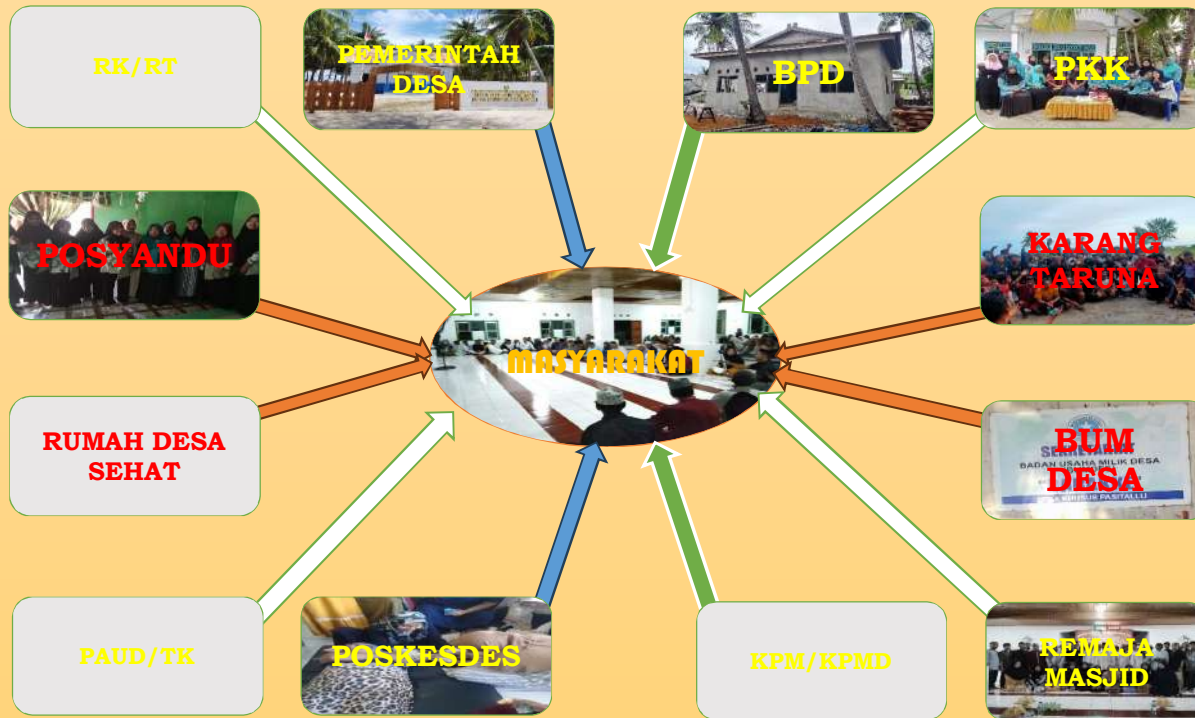 RK/RT
PEMERINTAH
DESA
BPD
PKK
POSYANDU
KARANG
TARUNA
MASYARAKAT
RUMAH DESA
SEHAT
BUM
DESA
BADAN USAHA MILIK DESA
PAUD/TK
POSKESDES
KPM/KPMD
REMAJA
MASJID